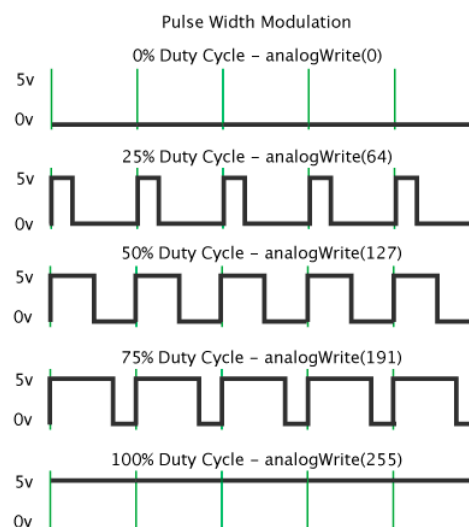 Pulse Width Modulation
0% Duty Cycle – analogWrite(0)
5v
0v
25% Duty Cycle – analogWrite(64)
5v
0v
50% Duty Cycle – analogWrite(127)
5v
0v
75% Duty Cycle – analogWrite(191)
5v
0v
100% Duty Cycle – analogWrite(255)
5v
0v